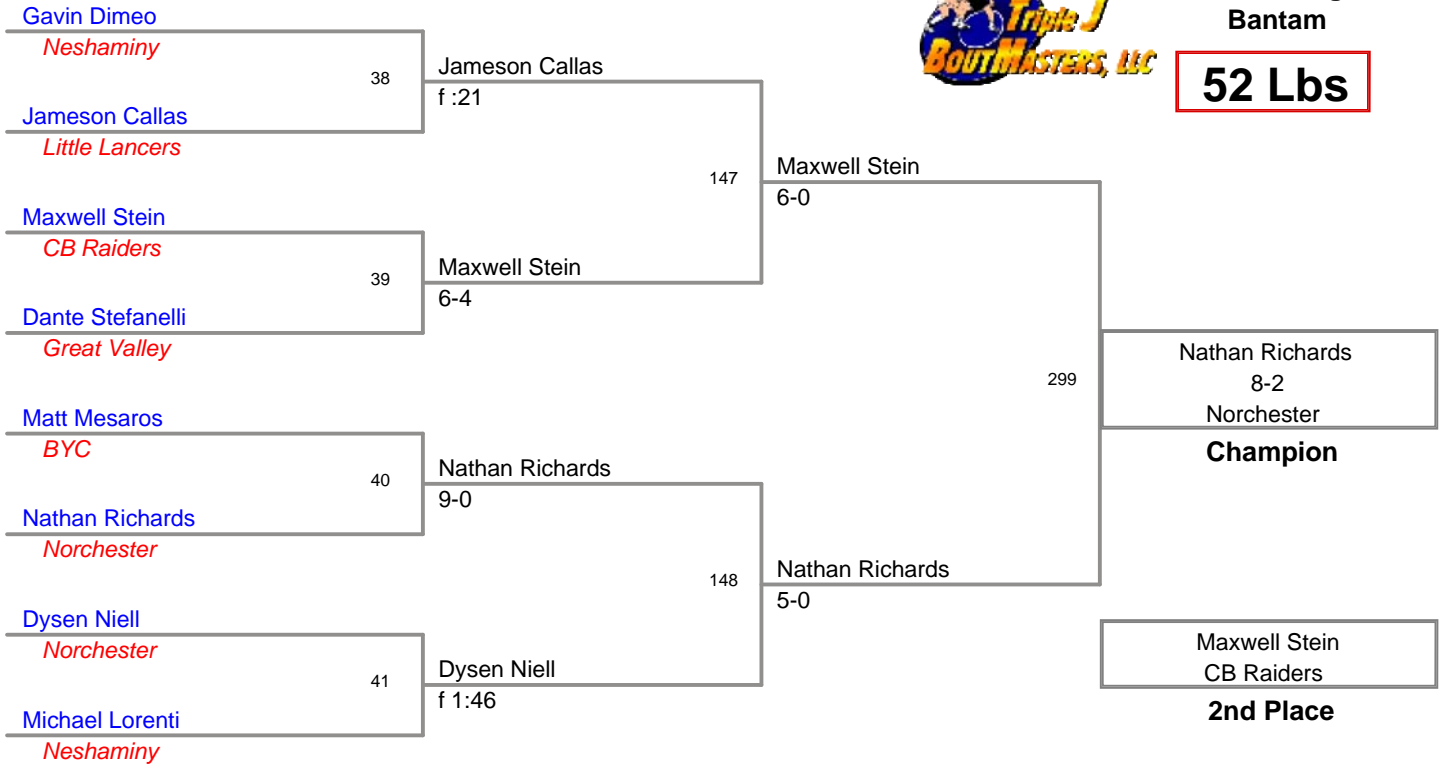 Gavin Dimeo
Neshaminy
38
Jameson Callas
f :21
Jameson Callas
Little Lancers
147
Maxwell Stein
6-0
Maxwell Stein
CB Raiders
39
Maxwell Stein
6-4
Dante Stefanelli
Great Valley
299
Nathan Richards
8-2
Norchester
Champion
Matt Mesaros
BYC
40
Nathan Richards
9-0
Nathan Richards
Norchester
148
Nathan Richards
5-0
Dysen Niell
Norchester
41
Dysen Niell
f 1:46
Michael Lorenti
Neshaminy
Maxwell Stein
CB Raiders
2nd Place
Triple J
BoutMasters, LLC
Bantam
52 Lbs